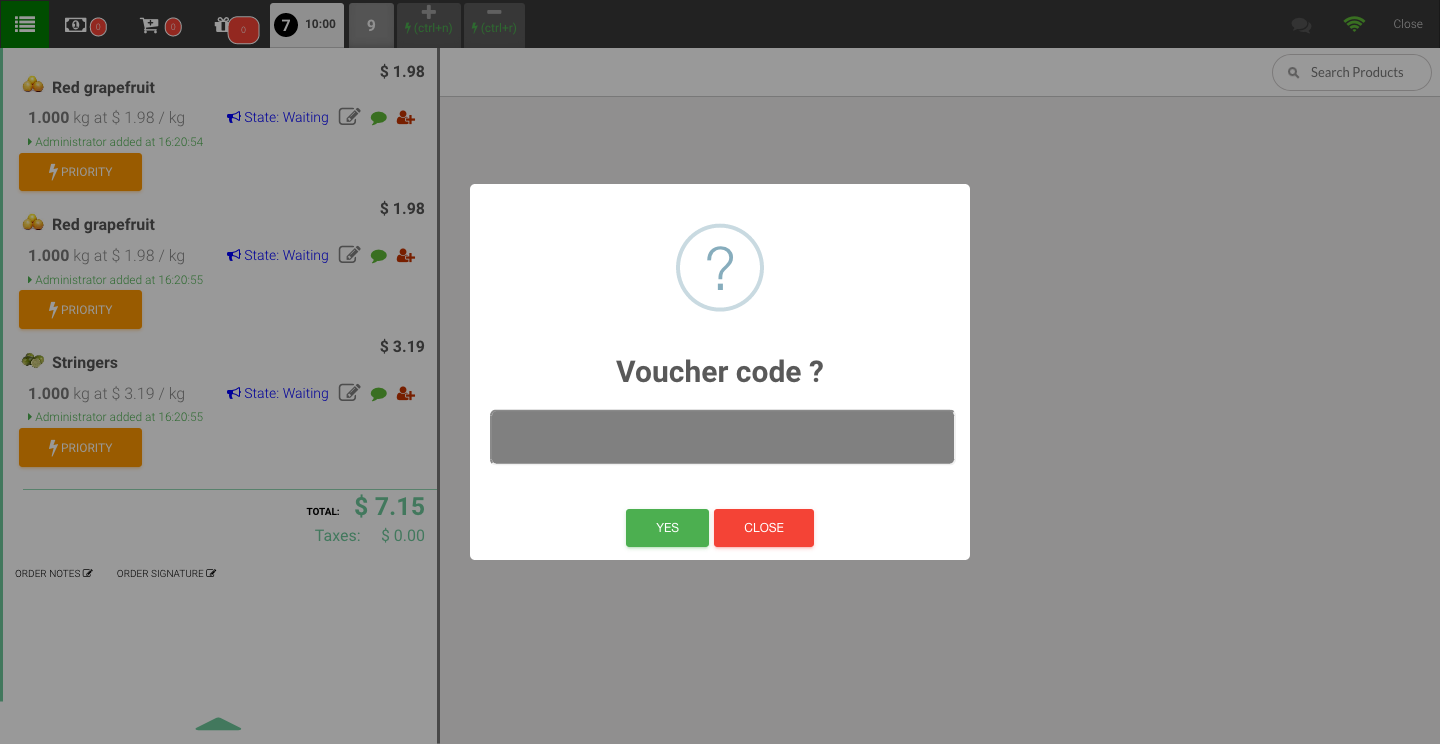 0
0
0
7 10:00
9
(ctrl+n)
(ctrl+r)
Close
Search Products
$ 1.98
Red grapefruit
1.000 kg at $ 1.98 / kg State: Waiting
Administrator added at 16:20:54
PRIORITY
$ 1.98
Red grapefruit
1.000 kg at $ 1.98 / kg State: Waiting
Administrator added at 16:20:55
PRIORITY
$ 3.19
Stringers
1.000 kg at $ 3.19 / kg State: Waiting
Administrator added at 16:20:55
PRIORITY
TOTAL: $ 7.15
Taxes: $ 0.00
ORDER NOTES ORDER SIGNATURE
?
Voucher code ?
YES CLOSE